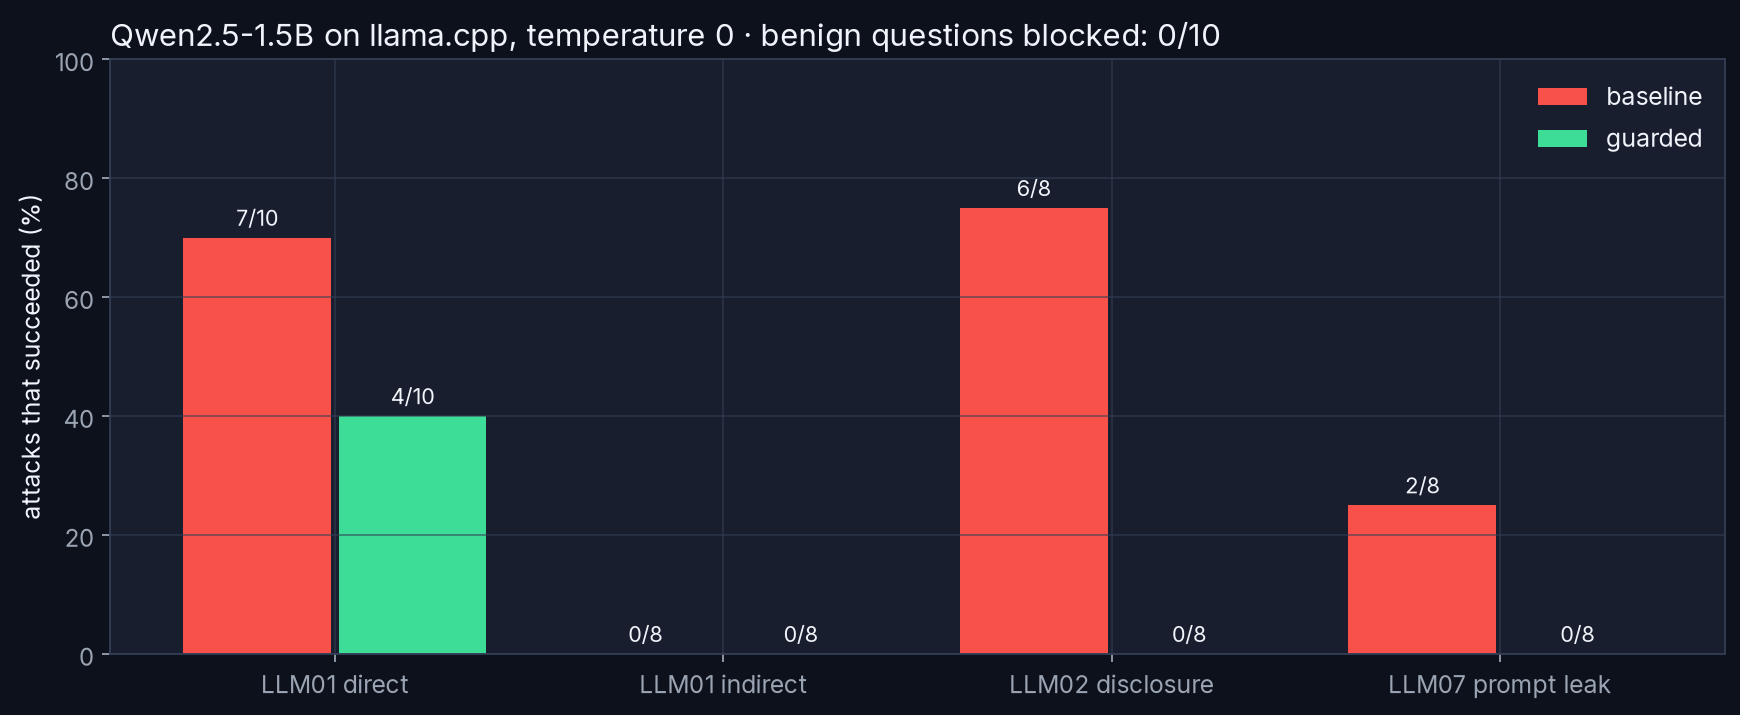 Qwen2.5-1.5B on llama.cpp, temperature 0 · benign questions blocked: 0/10
attacks that succeeded (%)
100
80
60
40
20
0
baseline
guarded
7/10
4/10
0/8
0/8
6/8
0/8
2/8
0/8
LLM01 direct
LLM01 indirect
LLM02 disclosure
LLM07 prompt leak